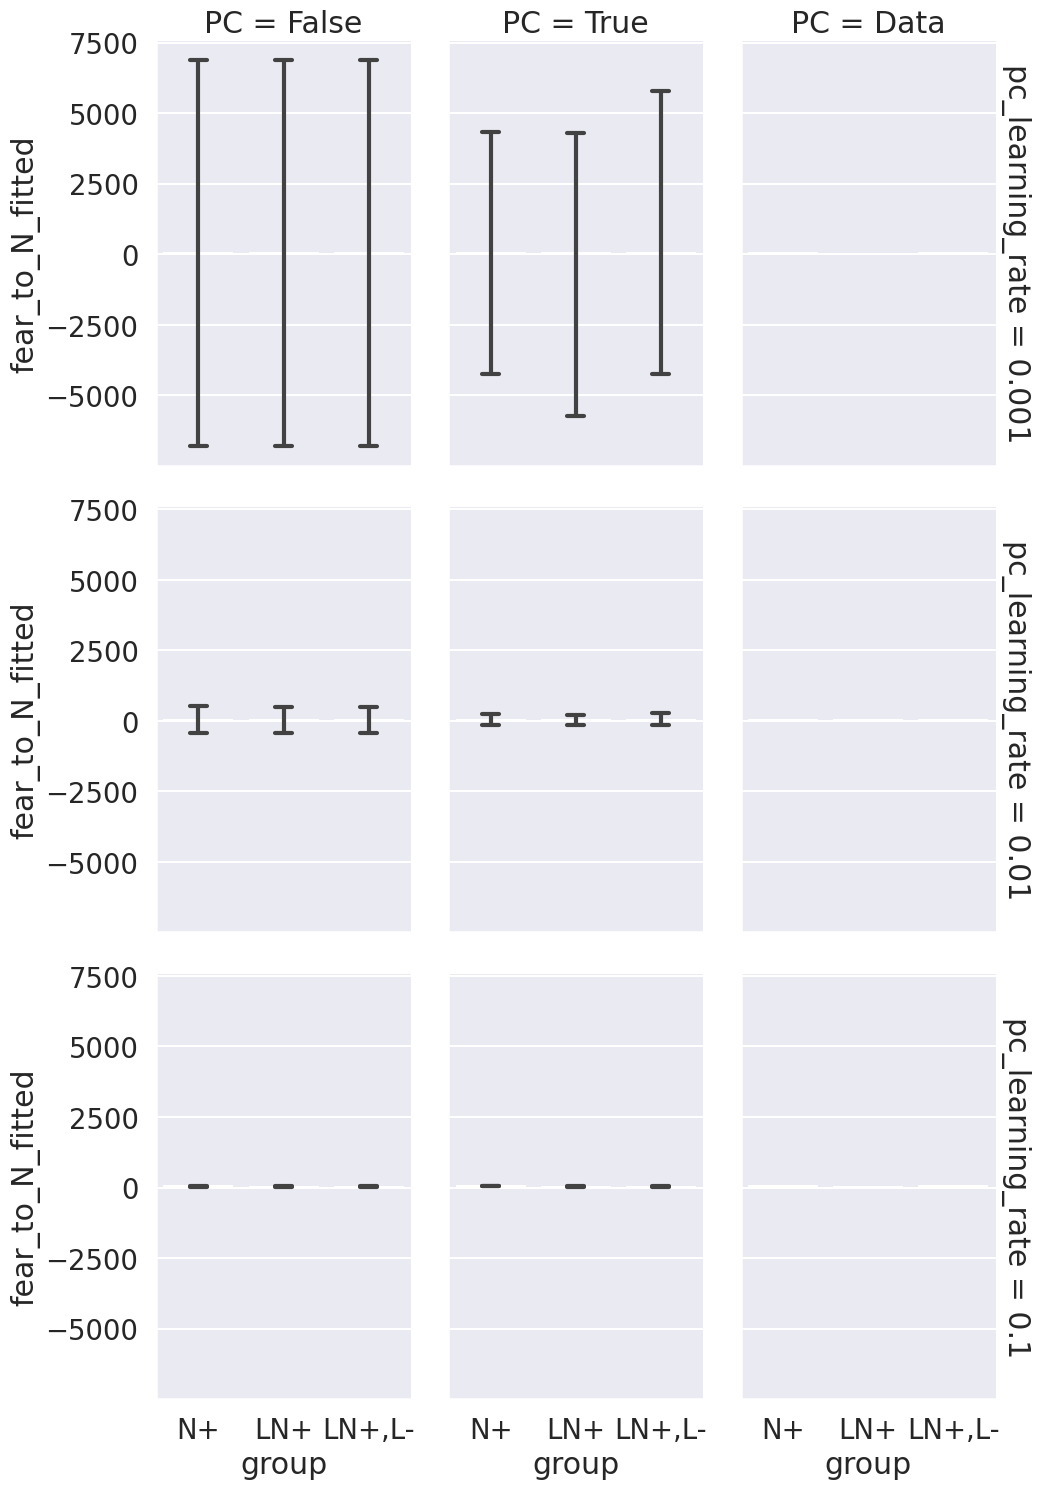 PC = False
PC = True
PC = Data
7500
5000
2500
0
−2500
−5000
fear_to_N_fitted
pc_learning_rate = 0.001
7500
5000
2500
0
−2500
−5000
fear_to_N_fitted
pc_learning_rate = 0.01
7500
5000
2500
0
−2500
−5000
fear_to_N_fitted
pc_learning_rate = 0.1
N+ LN+ LN+,L-
N+ LN+ LN+,L-
N+ LN+ LN+,L-
group
group
group